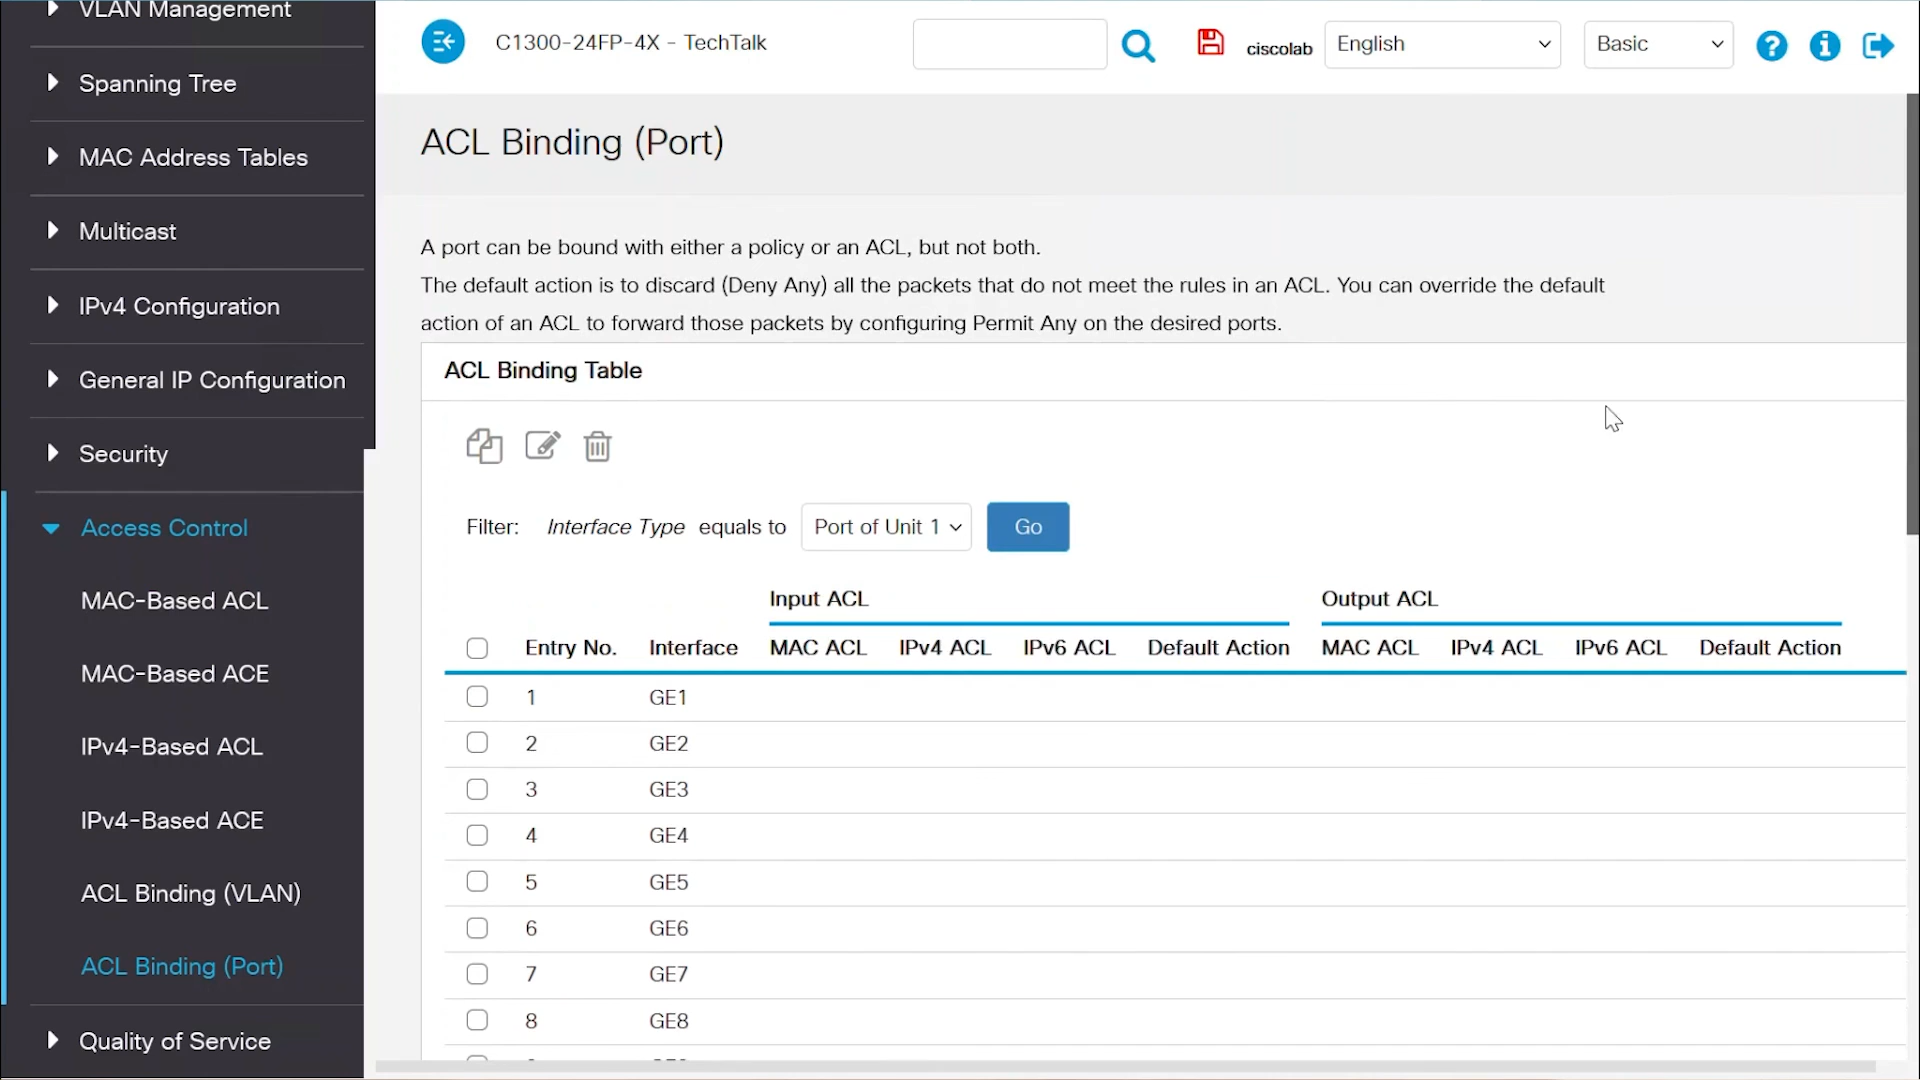 VLAN Management
Spanning Tree
MAC Address Tables
Multicast
IPv4 Configuration
General IP Configuration
Security
Access Control
MAC-Based ACL
MAC-Based ACE
IPv4-Based ACL
IPv4-Based ACE
ACL Binding (VLAN)
ACL Binding (Port)
Quality of Service
C1300-24FP-4X - TechTalk
ciscolab
English
Basic
ACL Binding (Port)
A port can be bound with either a policy or an ACL, but not both.
The default action is to discard (Deny Any) all the packets that do not meet the rules in an ACL. You can override the default
action of an ACL to forward those packets by configuring Permit Any on the desired ports.
ACL Binding Table
Filter: Interface Type equals to Port of Unit 1 Go
Input ACL Output ACL
Entry No. Interface MAC ACL IPv4 ACL IPv6 ACL Default Action MAC ACL IPv4 ACL IPv6 ACL Default Action
1 GE1
2 GE2
3 GE3
4 GE4
5 GE5
6 GE6
7 GE7
8 GE8